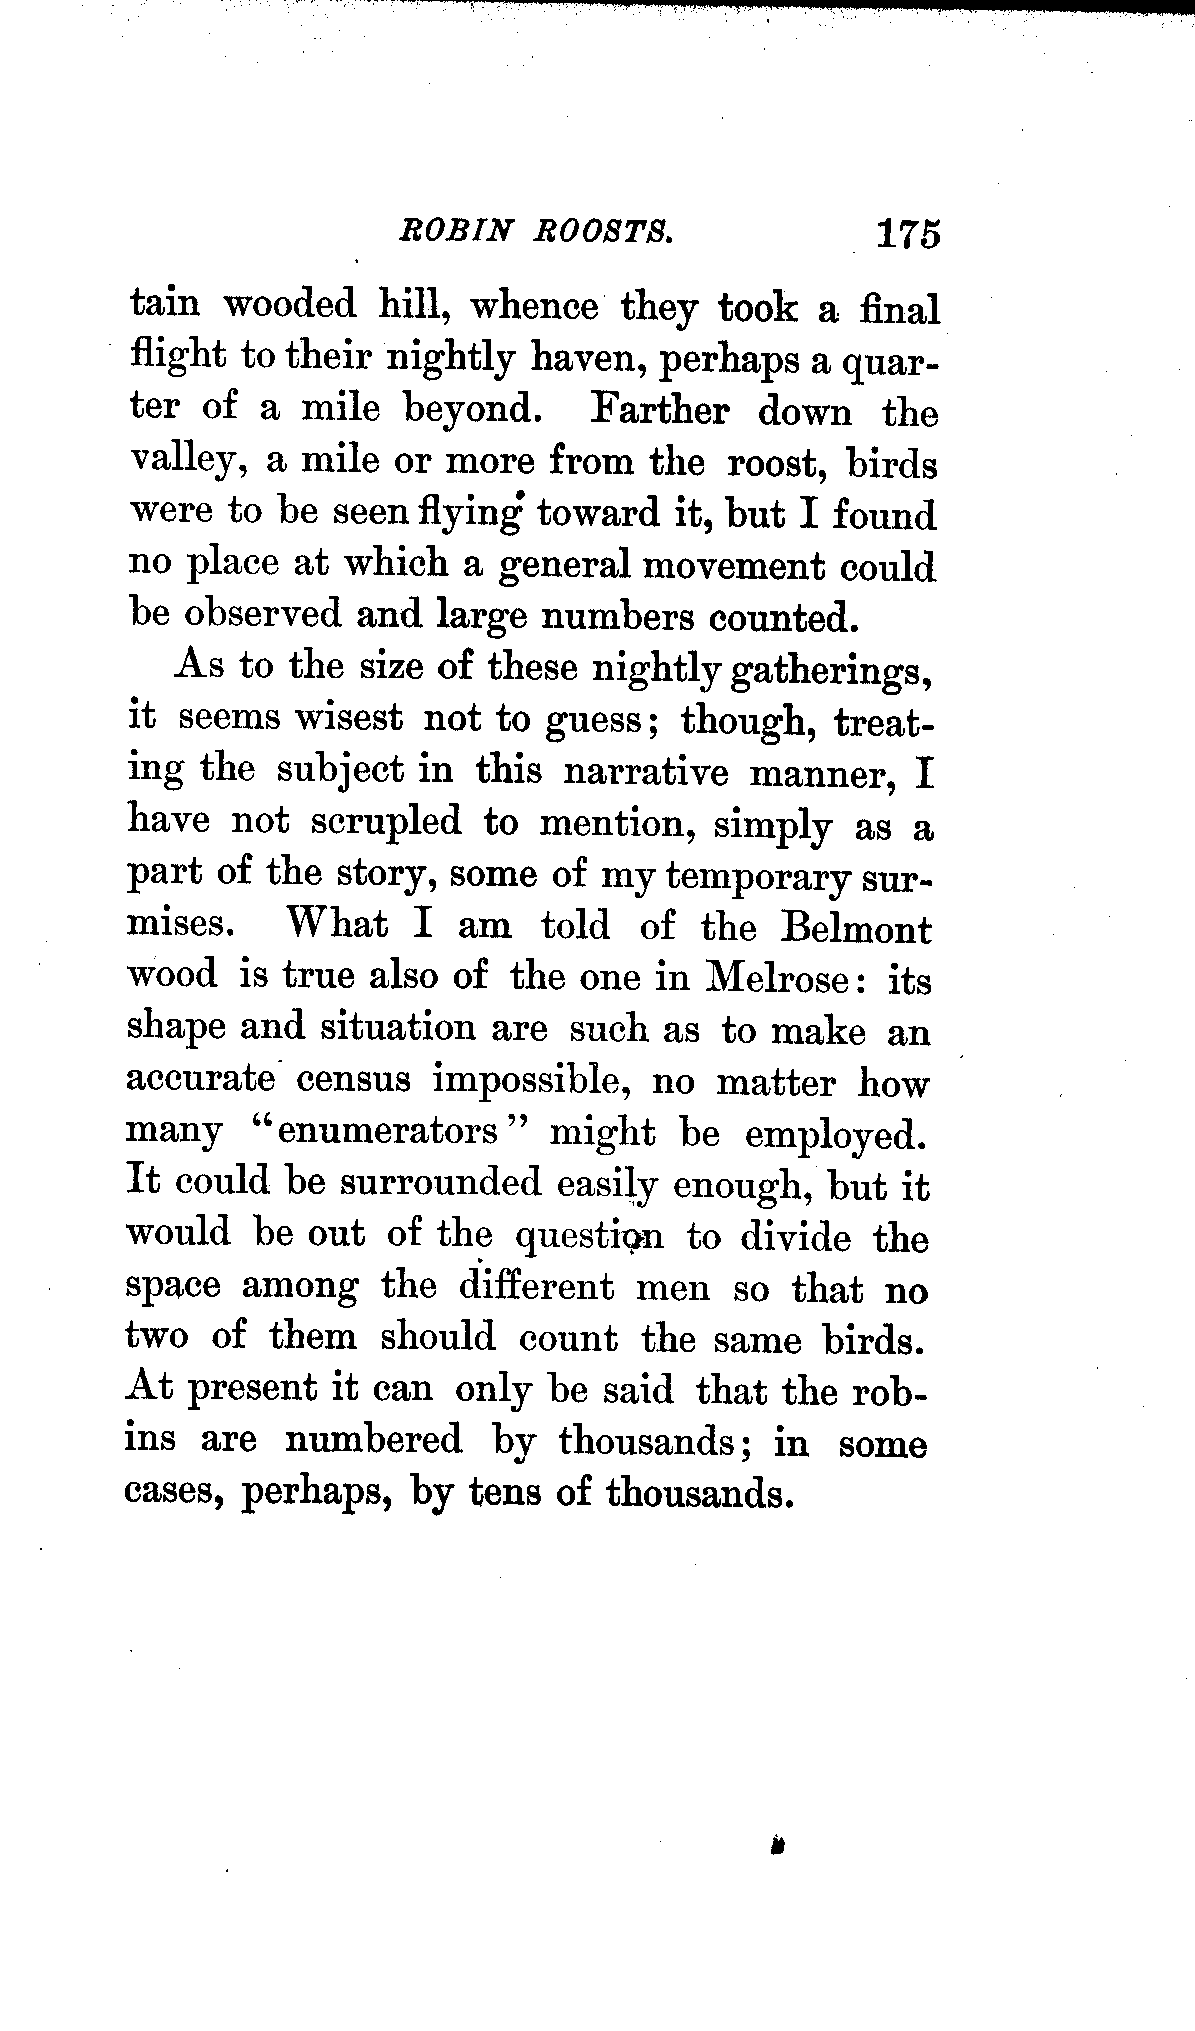 ROBIN ROOSTS. 175
tain wooded hill, whence they took a final
flight to their nightly haven, perhaps a quar-
ter of a mile beyond. Farther down the
valley, a mile or more from the roost, birds
were to be seen flying toward it, but I found
no place at which a general movement could
be observed and large numbers counted.
As to the size of these nightly gatherings,
it seems wisest not to guess; though, treat-
ing the subject in this narrative manner, I
have not scrupled to mention, simply as a
part of the story, some of my temporary sur-
mises. What I am told of the Belmont
wood is true also of the one in Melrose: its
shape and situation are such as to make an
accurate census impossible, no matter how
many "enumerators" might be employed.
It could be surrounded easily enough, but it
would be out of the question to divide the
space among the different men so that no
two of them should count the same birds.
At present it can only be said that the rob-
ins are numbered by thousands; in some
cases, perhaps, by tens of thousands.